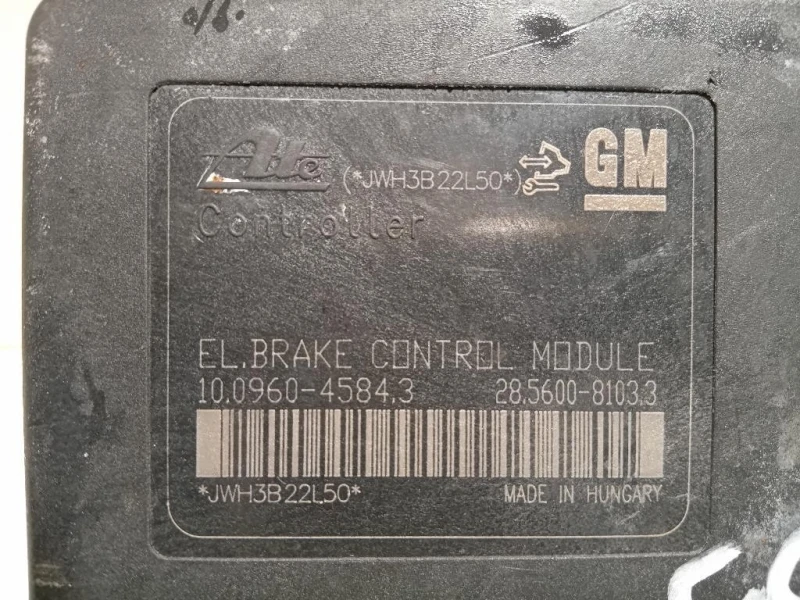 Ate (*JWH3B22L50*) GM
Controller
EL.BRAKE CONTROL MODULE
10.0960-4584.3 28.5600-8103.3
*JWH3B22L50* MADE IN HUNGARY